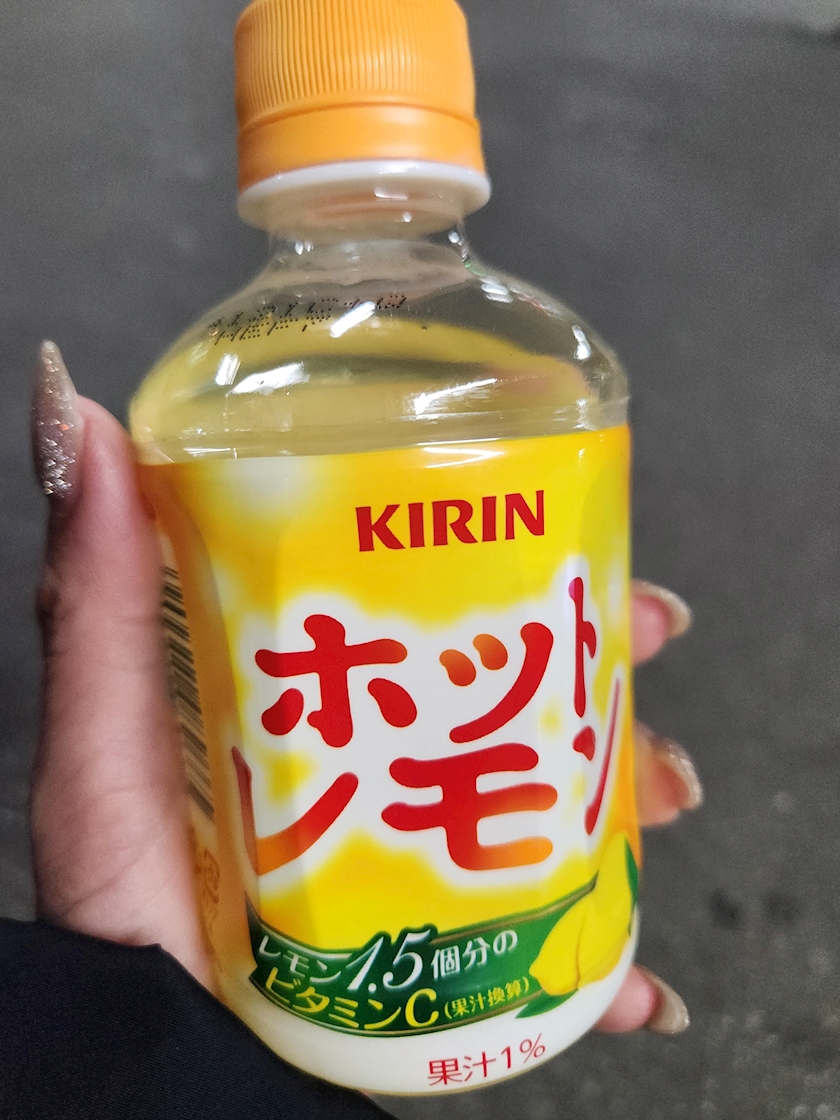 KIRIN
ホット
レモン
レモン1.5個分の
ビタミンC(果汁換算)
果汁1%